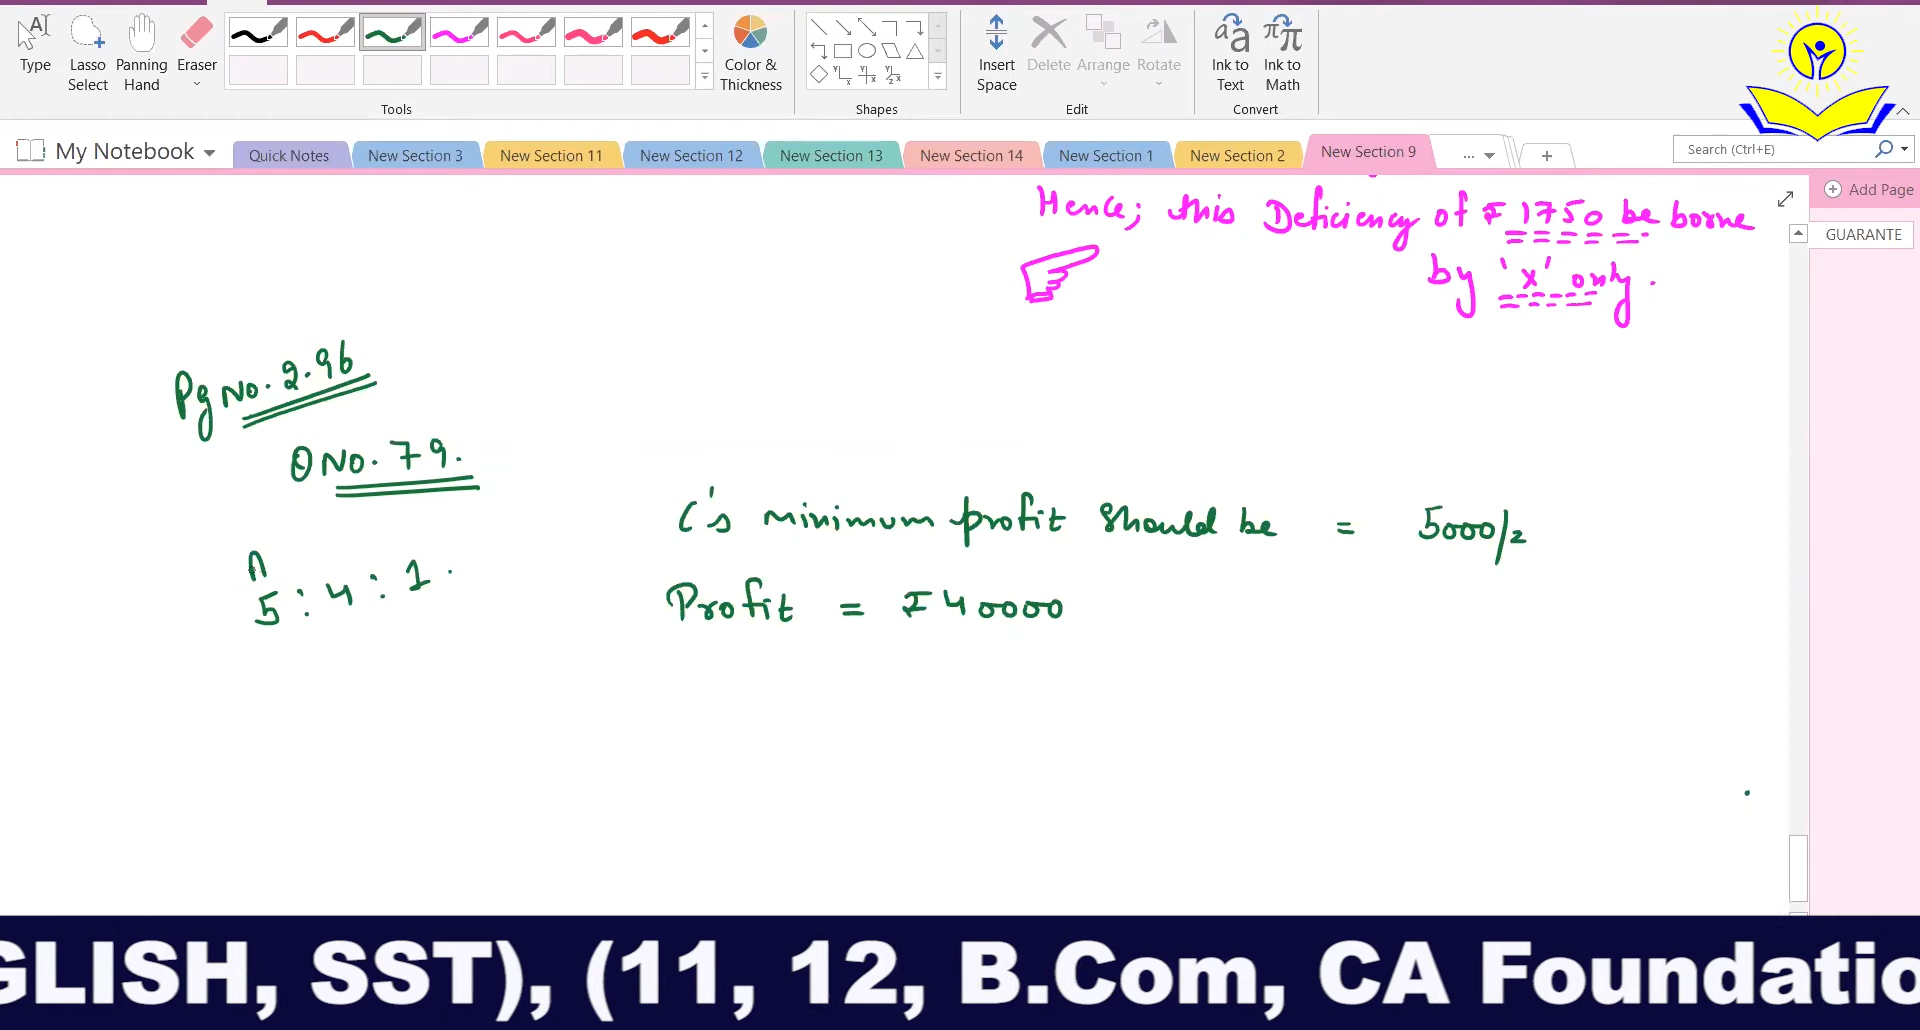 Type
Lasso Select
Panning Hand
Eraser
Color & Thickness
Insert Space
Delete
Arrange
Rotate
Ink to Text
Ink to Math
Tools
Shapes
Edit
Convert
My Notebook
Quick Notes
New Section 3
New Section 11
New Section 12
New Section 13
New Section 14
New Section 1
New Section 2
New Section 9
...
Search (Ctrl+E)
Add Page
GUARANTE
Hence; this Deficiency of ₹ 1750 be borne
by 'x' only.
Pg No. 2.96
Q No. 79.
C's minimum profit should be = 5000/2
5 : 4 : 1 .
Profit = ₹ 40000
GLISH, SST), (11, 12, B.Com, CA Foundatio